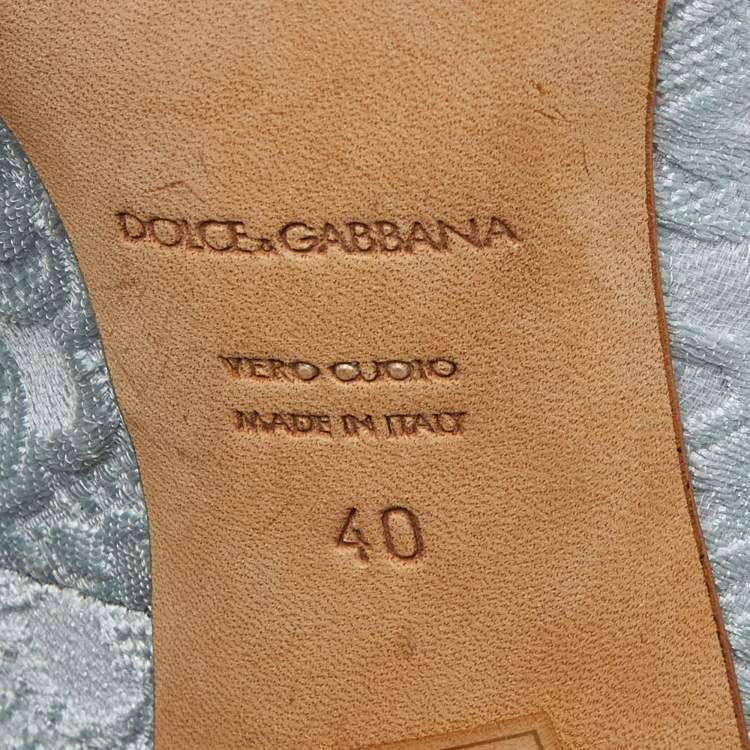 DOLCE & GABBANA
VERO CUOIO
MADE IN ITALY
40